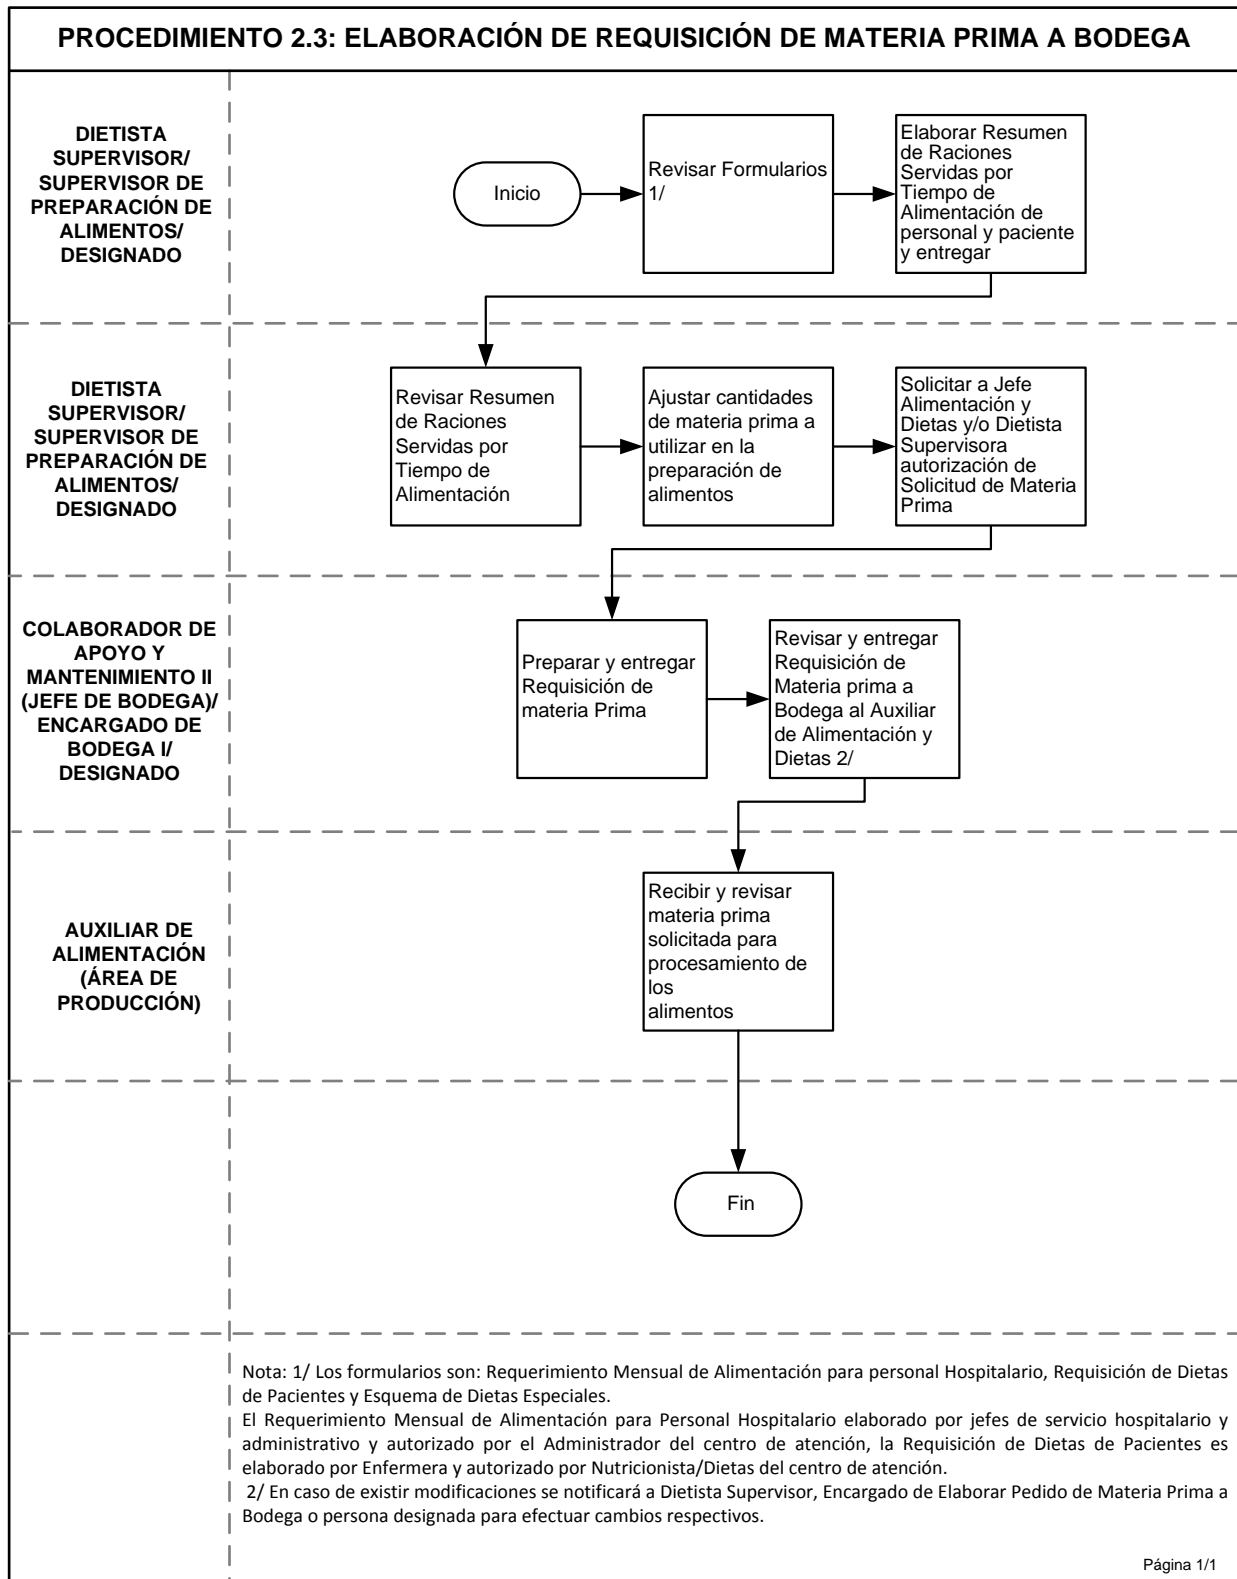 PROCEDIMIENTO 2.3: ELABORACIÓN DE REQUISICIÓN DE MATERIA PRIMA A BODEGA
DIETISTA
SUPERVISOR/
SUPERVISOR DE
PREPARACIÓN DE
ALIMENTOS/
DESIGNADO
Inicio
Revisar Formularios
1/
Elaborar Resumen
de Raciones
Servidas por
Tiempo de
Alimentación de
personal y paciente
y entregar
DIETISTA
SUPERVISOR/
SUPERVISOR DE
PREPARACIÓN DE
ALIMENTOS/
DESIGNADO
Revisar Resumen
de Raciones
Servidas por
Tiempo de
Alimentación
Ajustar cantidades
de materia prima a
utilizar en la
preparación de
alimentos
Solicitar a Jefe
Alimentación y
Dietas y/o Dietista
Supervisora
autorización de
Solicitud de Materia
Prima
COLABORADOR DE
APOYO Y
MANTENIMIENTO II
(JEFE DE BODEGA)/
ENCARGADO DE
BODEGA I/
DESIGNADO
Preparar y entregar
Requisición de
materia Prima
Revisar y entregar
Requisición de
Materia prima a
Bodega al Auxiliar
de Alimentación y
Dietas 2/
AUXILIAR DE
ALIMENTACIÓN
(ÁREA DE
PRODUCCIÓN)
Recibir y revisar
materia prima
solicitada para
procesamiento de
los
alimentos
Fin
Nota: 1/ Los formularios son: Requerimiento Mensual de Alimentación para personal Hospitalario, Requisición de Dietas
de Pacientes y Esquema de Dietas Especiales.
El Requerimiento Mensual de Alimentación para Personal Hospitalario elaborado por jefes de servicio hospitalario y
administrativo y autorizado por el Administrador del centro de atención, la Requisición de Dietas de Pacientes es
elaborado por Enfermera y autorizado por Nutricionista/Dietas del centro de atención.
2/ En caso de existir modificaciones se notificará a Dietista Supervisor, Encargado de Elaborar Pedido de Materia Prima a
Bodega o persona designada para efectuar cambios respectivos.
Página 1/1